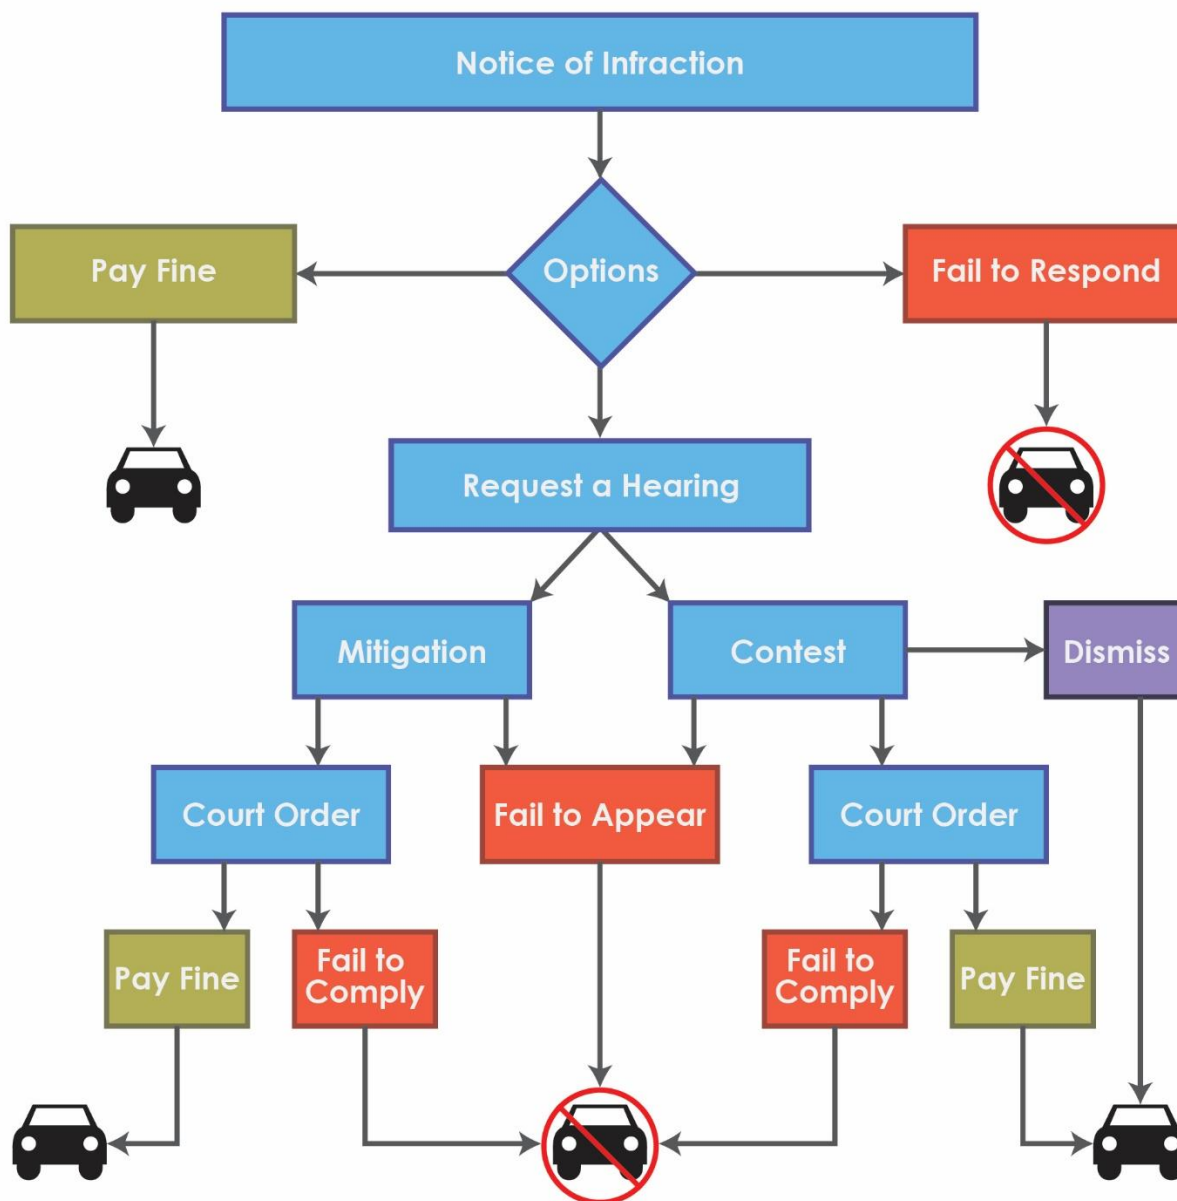 Notice of Infraction
Pay Fine
Options
Fail to Respond
Request a Hearing
Mitigation
Contest
Dismiss
Court Order
Fail to Appear
Court Order
Pay Fine
Fail to
Comply
Fail to
Comply
Pay Fine